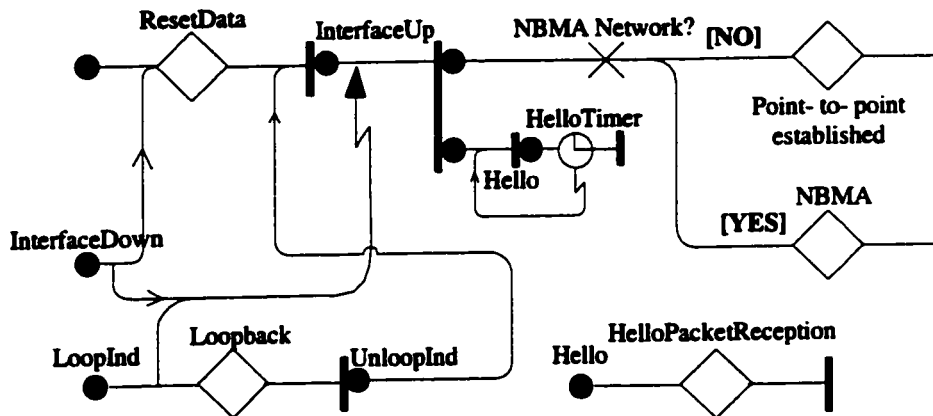 ResetData
InterfaceUp
NBMA Network?
[NO]
Point- to- point
established
HelloTimer
Hello
NBMA
[YES]
InterfaceDown
LoopInd
Loopback
UnloopInd
Hello
HelloPacketReception